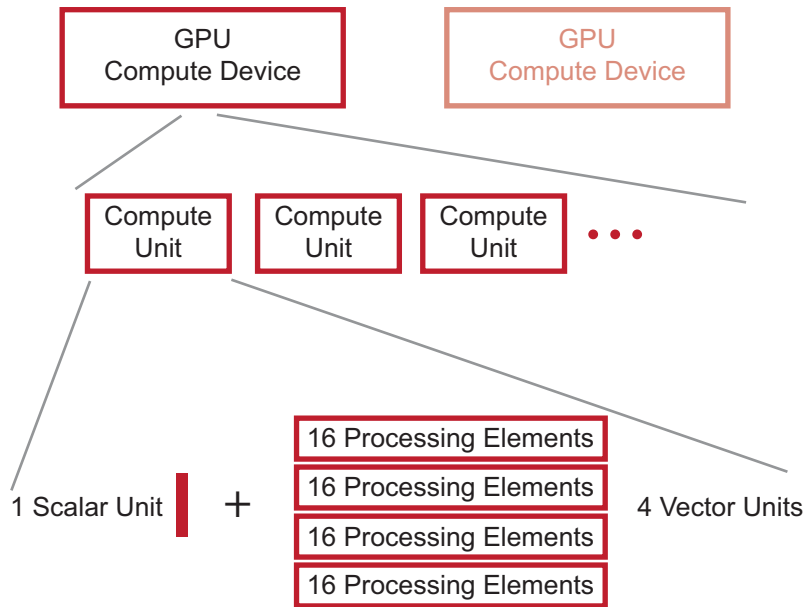 GPU
Compute Device
GPU
Compute Device
Compute
Unit
Compute
Unit
Compute
Unit
16 Processing Elements
16 Processing Elements
1 Scalar Unit
+
4 Vector Units
16 Processing Elements
16 Processing Elements